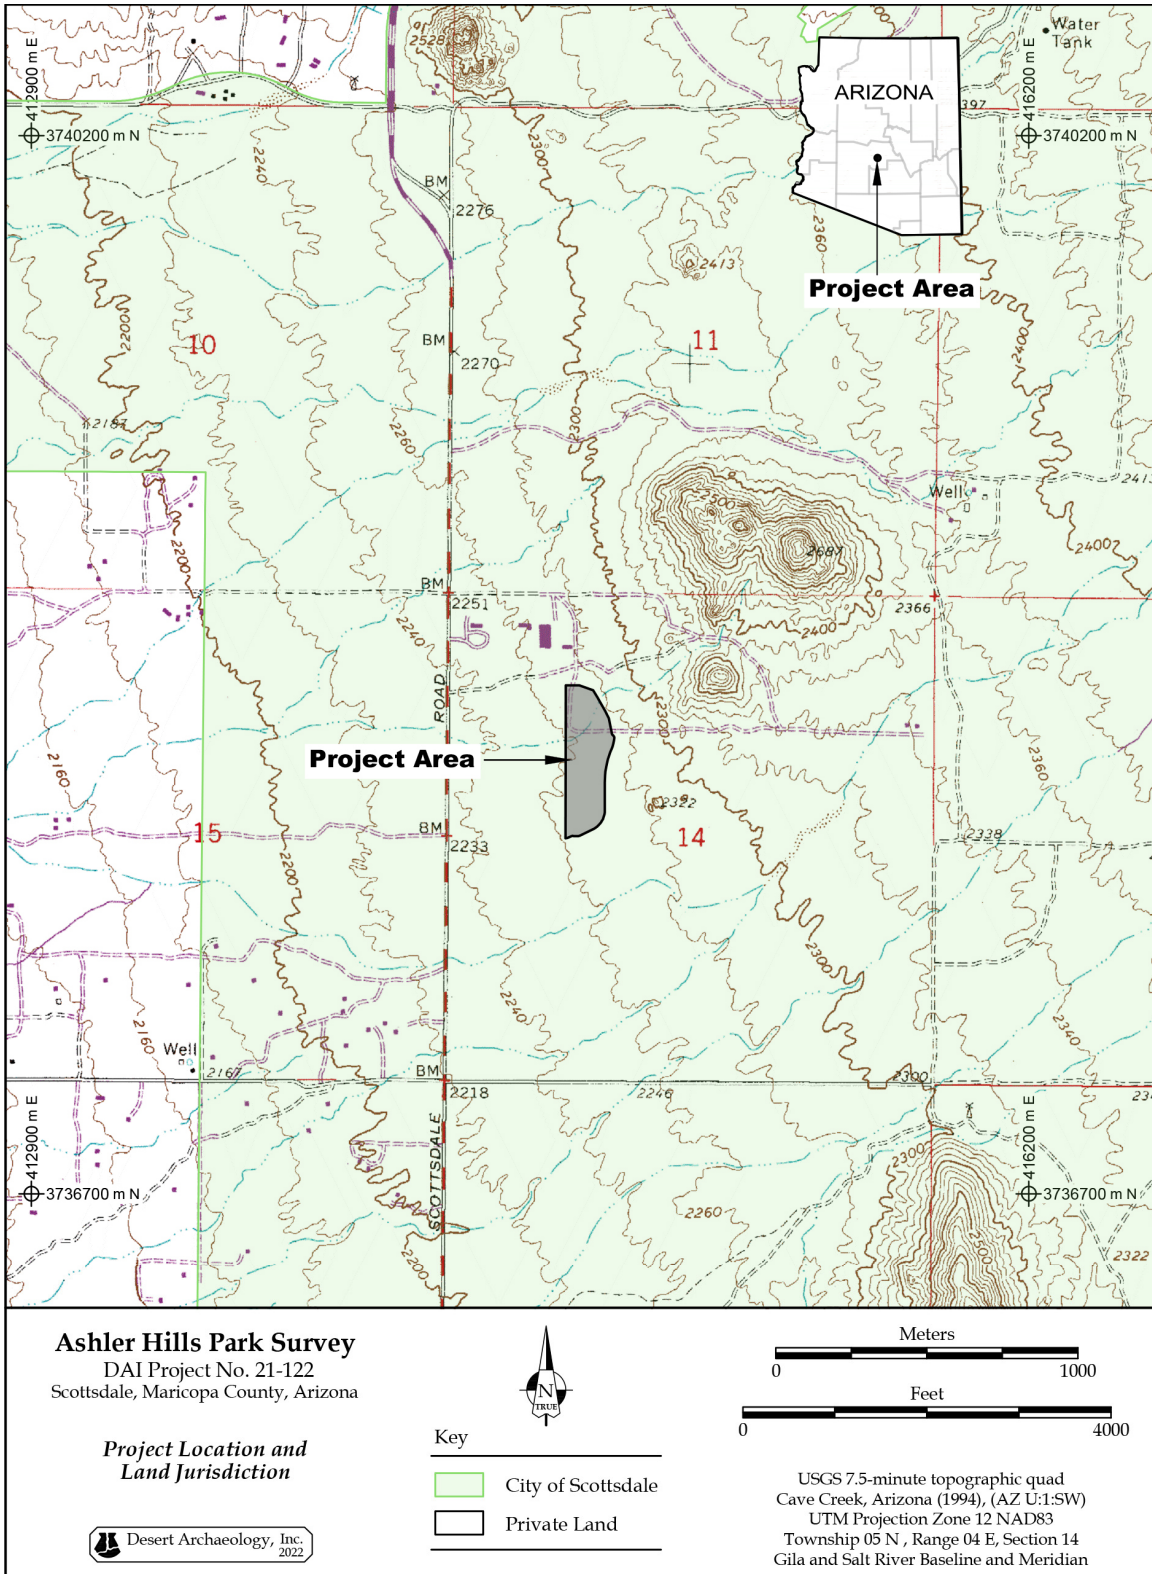 2528
Water
Tank
ARIZONA
397
412900 m E
416200 m E
3740200 m N
3740200 m N
2240
2300
BM
2276
2360
2413
Project Area
2200
10
BM
2270
11
2400
2187
2260
2300
2413
Well
2500
2687
2200
2400
BM
2251
2366
2240
2400
ROAD
2300
Project Area
2160
2360
2322
15
BM
2233
14
2338
2200
2300
2240
2160
2340
Well
2167
BM
2218
2246
2300
234
412900 m E
416200 m E
SCOTTSDALE
2300
3736700 m N
3736700 m N
2260
2500
2322
2200
Ashler Hills Park Survey
DAI Project No. 21-122
Scottsdale, Maricopa County, Arizona
Project Location and
Land Jurisdiction
Desert Archaeology, Inc.
2022
N
TRUE
Key
City of Scottsdale
Private Land
Meters
0 1000
Feet
0 4000
USGS 7.5-minute topographic quad
Cave Creek, Arizona (1994), (AZ U:1:SW)
UTM Projection Zone 12 NAD83
Township 05 N , Range 04 E, Section 14
Gila and Salt River Baseline and Meridian